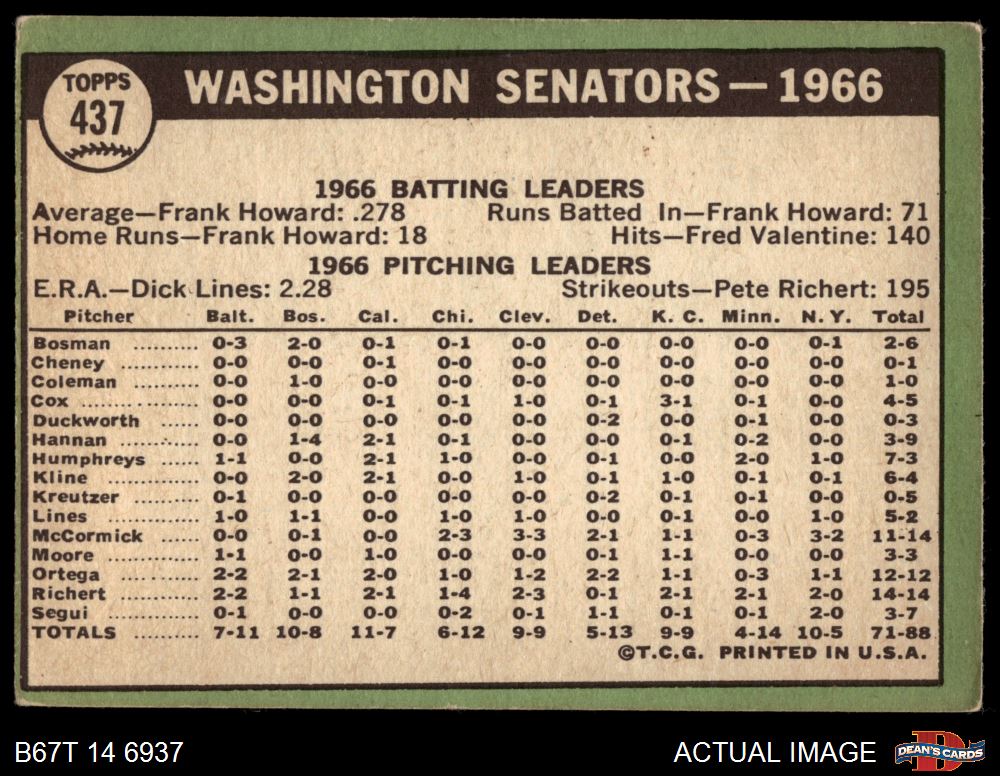 TOPPS
437
WASHINGTON SENATORS—1966
1966 BATTING LEADERS
Average—Frank Howard: .278 Runs Batted In—Frank Howard: 71
Home Runs—Frank Howard: 18 Hits—Fred Valentine: 140
1966 PITCHING LEADERS
E.R.A.—Dick Lines: 2.28 Strikeouts—Pete Richert: 195
Pitcher Balt. Bos. Cal. Chi. Clev. Det. K. C. Minn. N. Y. Total
Bosman .......... 0-3 2-0 0-1 0-1 0-0 0-0 0-0 0-0 0-1 2-6
Cheney ............ 0-0 0-0 0-1 0-0 0-0 0-0 0-0 0-0 0-0 0-1
Coleman .......... 0-0 1-0 0-0 0-0 0-0 0-0 0-0 0-0 0-0 1-0
Cox .................. 0-0 0-0 0-1 0-1 1-0 0-1 3-1 0-1 0-0 4-5
Duckworth ...... 0-0 0-0 0-0 0-0 0-0 0-2 0-0 0-1 0-0 0-3
Hannan .......... 0-0 1-4 2-1 0-1 0-0 0-0 0-1 0-2 0-0 3-9
Humphreys ...... 1-1 0-0 2-1 1-0 0-0 0-1 0-0 2-0 1-0 7-3
Kline .............. 0-0 2-0 2-1 0-0 1-0 0-1 1-0 0-1 0-1 6-4
Kreutzer .......... 0-1 0-0 0-0 0-0 0-0 0-2 0-1 0-1 0-0 0-5
Lines .............. 1-0 1-1 0-0 1-0 1-0 0-0 0-1 0-0 1-0 5-2
McCormick ...... 0-0 0-1 0-0 2-3 3-3 2-1 1-1 0-3 3-2 11-14
Moore .............. 1-1 0-0 1-0 0-0 0-0 0-1 1-1 0-0 0-0 3-3
Ortega ............ 2-2 2-1 2-0 1-0 1-2 2-2 1-1 0-3 1-1 12-12
Richert ............ 2-2 1-1 2-1 1-4 2-3 0-1 2-1 2-1 2-0 14-14
Segui .............. 0-1 0-0 0-0 0-2 0-1 1-1 0-1 0-1 2-0 3-7
TOTALS .......... 7-11 10-8 11-7 6-12 9-9 5-13 9-9 4-14 10-5 71-88
©T.C.G. PRINTED IN U.S.A.
B67T 14 6937 ACTUAL IMAGE
D
DEAN'S CARDS